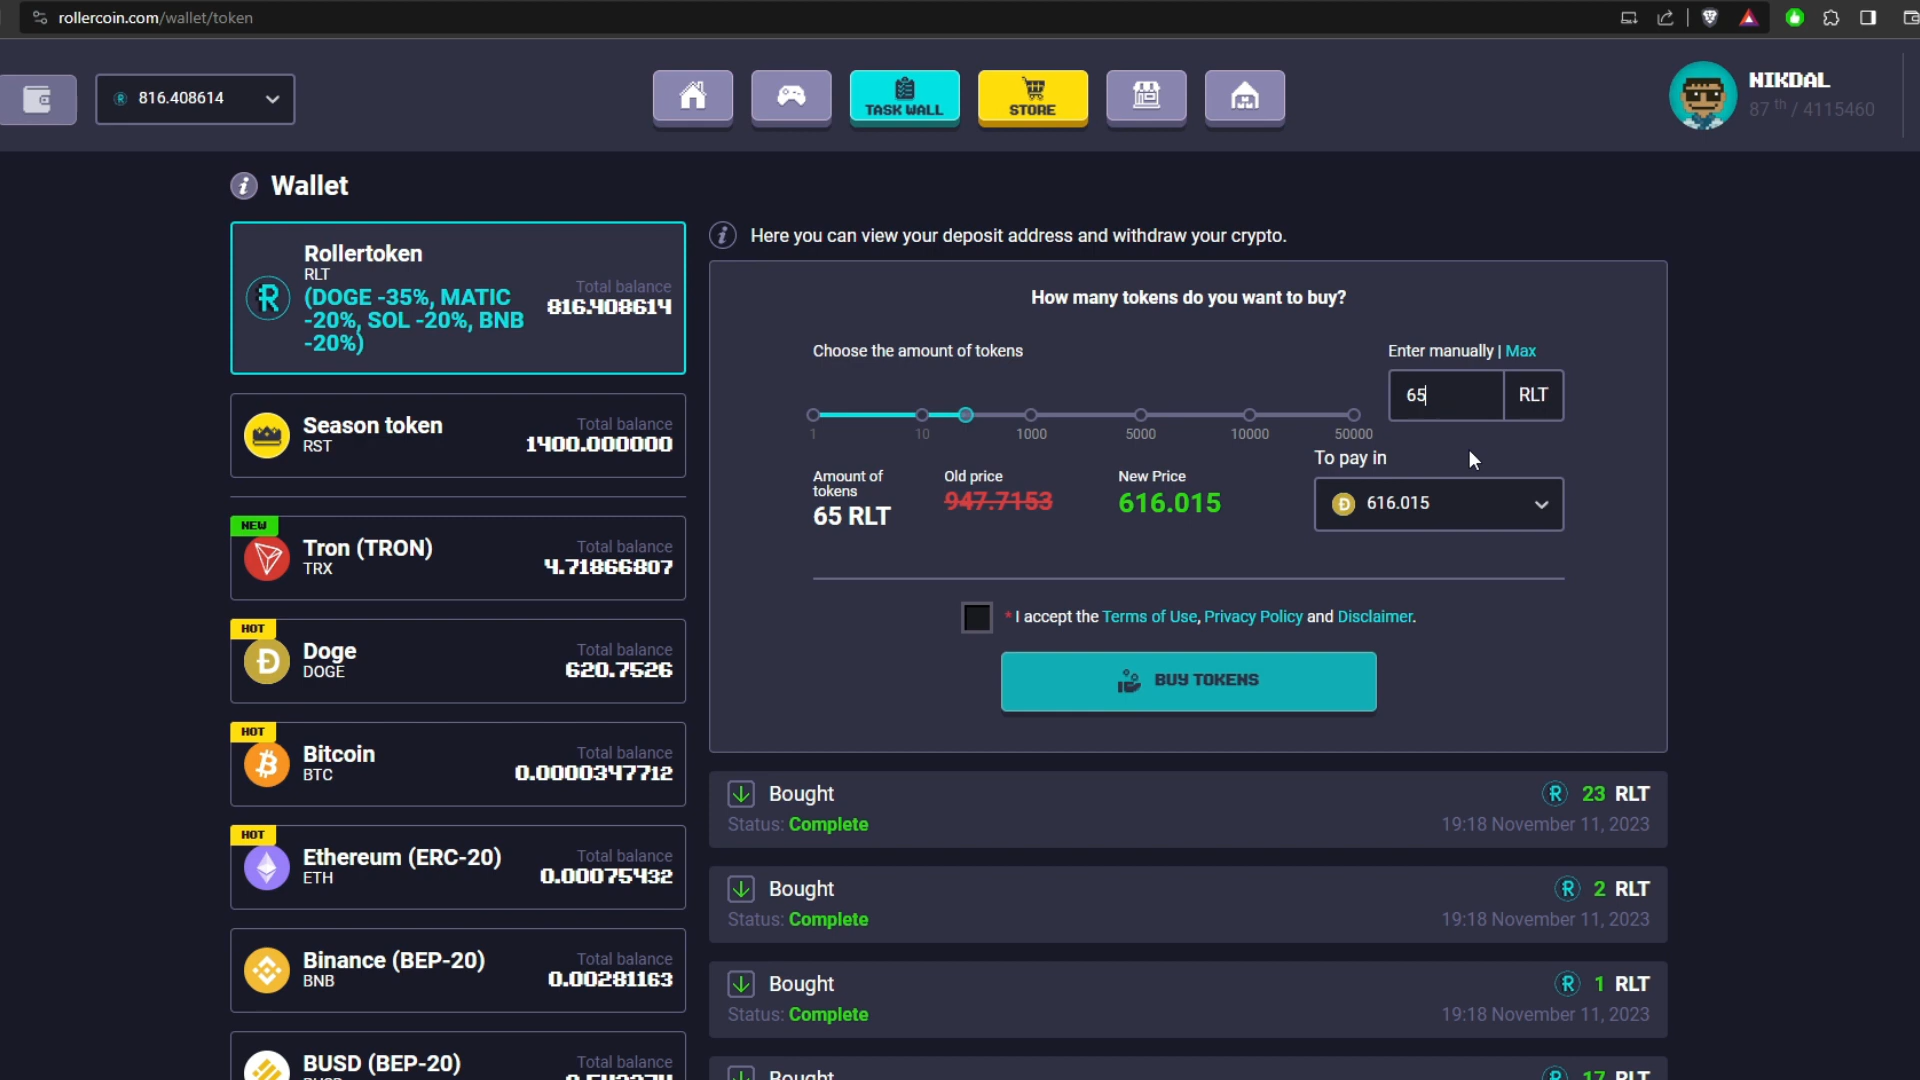 rollercoin.com/wallet/token
816.408614
TASK WALL
STORE
NIKDAL
87 th / 4115460
Wallet
Rollertoken
RLT
(DOGE -35%, MATIC
-20%, SOL -20%, BNB
-20%)
Total balance
816.408614
Season token
RST
Total balance
1400.000000
NEW
Tron (TRON)
TRX
Total balance
4.71866807
HOT
Doge
DOGE
Total balance
620.7526
HOT
Bitcoin
BTC
Total balance
0.0000347712
HOT
Ethereum (ERC-20)
ETH
Total balance
0.00075432
Binance (BEP-20)
BNB
Total balance
0.00281163
BUSD (BEP-20)
Total balance
Here you can view your deposit address and withdraw your crypto.
How many tokens do you want to buy?
Choose the amount of tokens
Enter manually | Max
65 RLT
1 10 1000 5000 10000 50000
To pay in
616.015
Amount of
tokens
65 RLT
Old price
947.7153
New Price
616.015
* I accept the Terms of Use, Privacy Policy and Disclaimer.
BUY TOKENS
Bought 23 RLT
Status: Complete 19:18 November 11, 2023
Bought 2 RLT
Status: Complete 19:18 November 11, 2023
Bought 1 RLT
Status: Complete 19:18 November 11, 2023
Bought 17 RLT